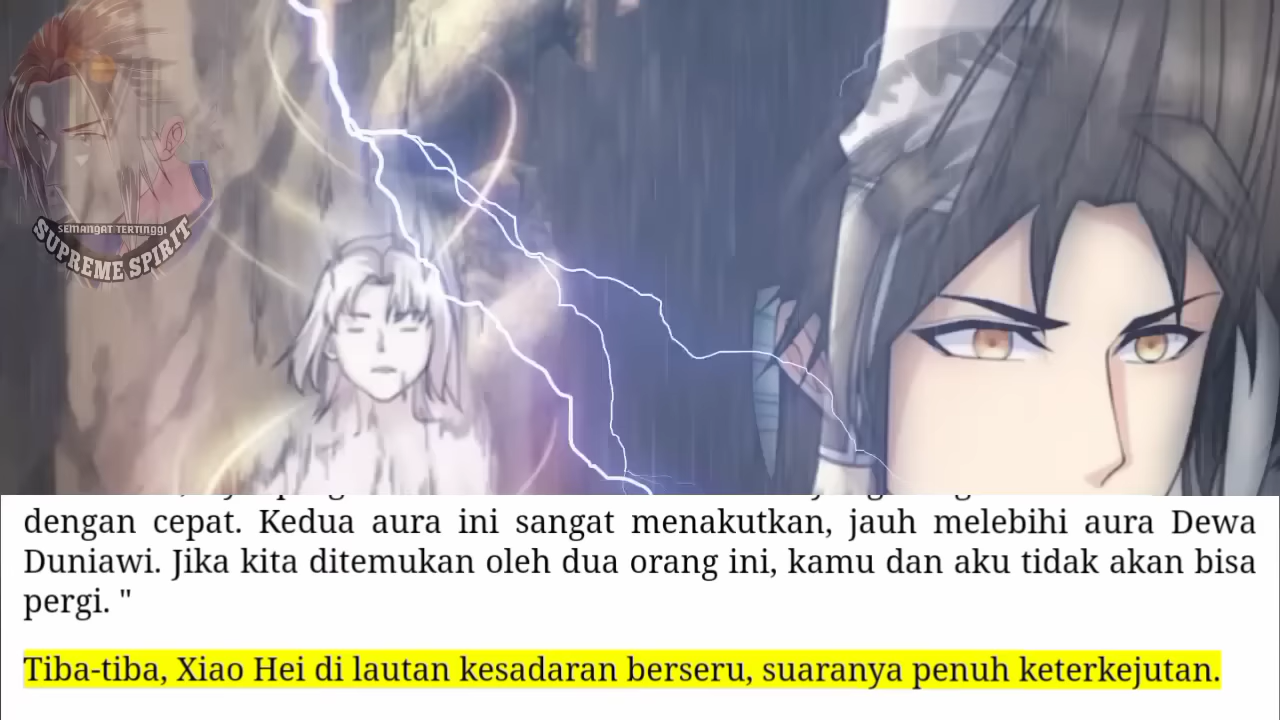 SEMANGAT TERTINGGI
SUPREME SPIRIT
dengan cepat. Kedua aura ini sangat menakutkan, jauh melebihi aura Dewa
Duniawi. Jika kita ditemukan oleh dua orang ini, kamu dan aku tidak akan bisa
pergi. "
Tiba-tiba, Xiao Hei di lautan kesadaran berseru, suaranya penuh keterkejutan.